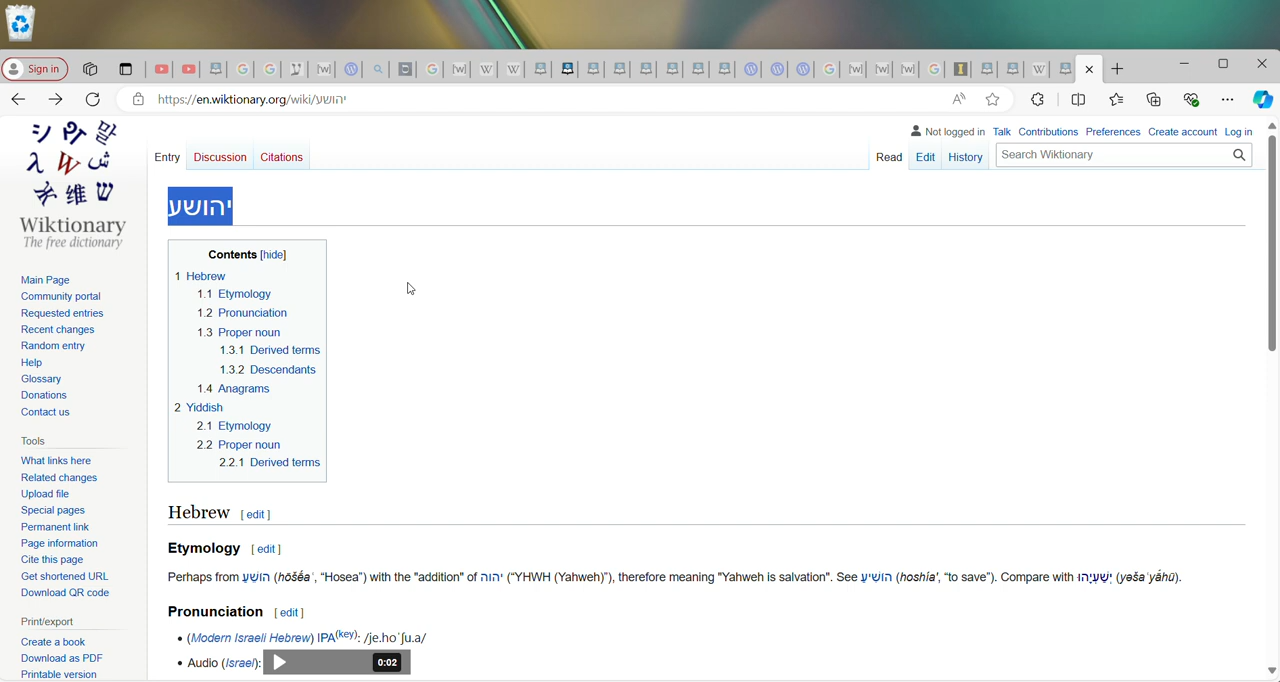 Sign in
https://en.wiktionary.org/wiki/יהושע
Not logged in Talk Contributions Preferences Create account Log in
Entry Discussion Citations Read Edit History Search Wiktionary
Wiktionary
The free dictionary
Main Page
Community portal
Requested entries
Recent changes
Random entry
Help
Glossary
Donations
Contact us
Tools
What links here
Related changes
Upload file
Special pages
Permanent link
Page information
Cite this page
Get shortened URL
Download QR code
Print/export
Create a book
Download as PDF
Printable version
יהושע
Contents [hide]
1 Hebrew
1.1 Etymology
1.2 Pronunciation
1.3 Proper noun
1.3.1 Derived terms
1.3.2 Descendants
1.4 Anagrams
2 Yiddish
2.1 Etymology
2.2 Proper noun
2.2.1 Derived terms
Hebrew [ edit ]
Etymology [ edit ]
Perhaps from הוֹשֵׁעַ (hōšḗaʿ, “Hosea”) with the "addition" of יהוה (“YHWH (Yahweh)”), therefore meaning "Yahweh is salvation". See הוֹשִׁיעַ (hoshía', “to save”). Compare with יְשַׁעְיָהוּ (yəšaʿyā́hū).
Pronunciation [ edit ]
• (Modern Israeli Hebrew) IPA(key): /je.hoˈʃu.a/
• Audio (Israel): 0:02